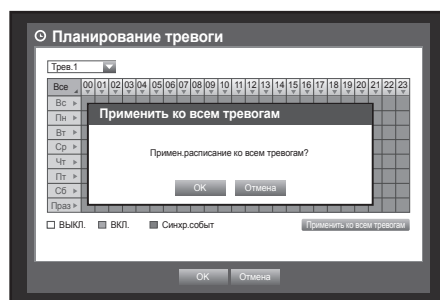 Планирование тревоги
Трев.1
Все 00 01 02 03 04 05 06 07 08 09 10 11 12 13 14 15 16 17 18 19 20 21 22 23
Вс
Пн
Вт
Ср
Чт
Пт
Сб
Праз
Применить ко всем тревогам
Примен.расписание ко всем тревогам?
OK Отмена
ВЫКЛ. ВКЛ. Синхр.событ Применить ко всем тревогам
OK Отмена